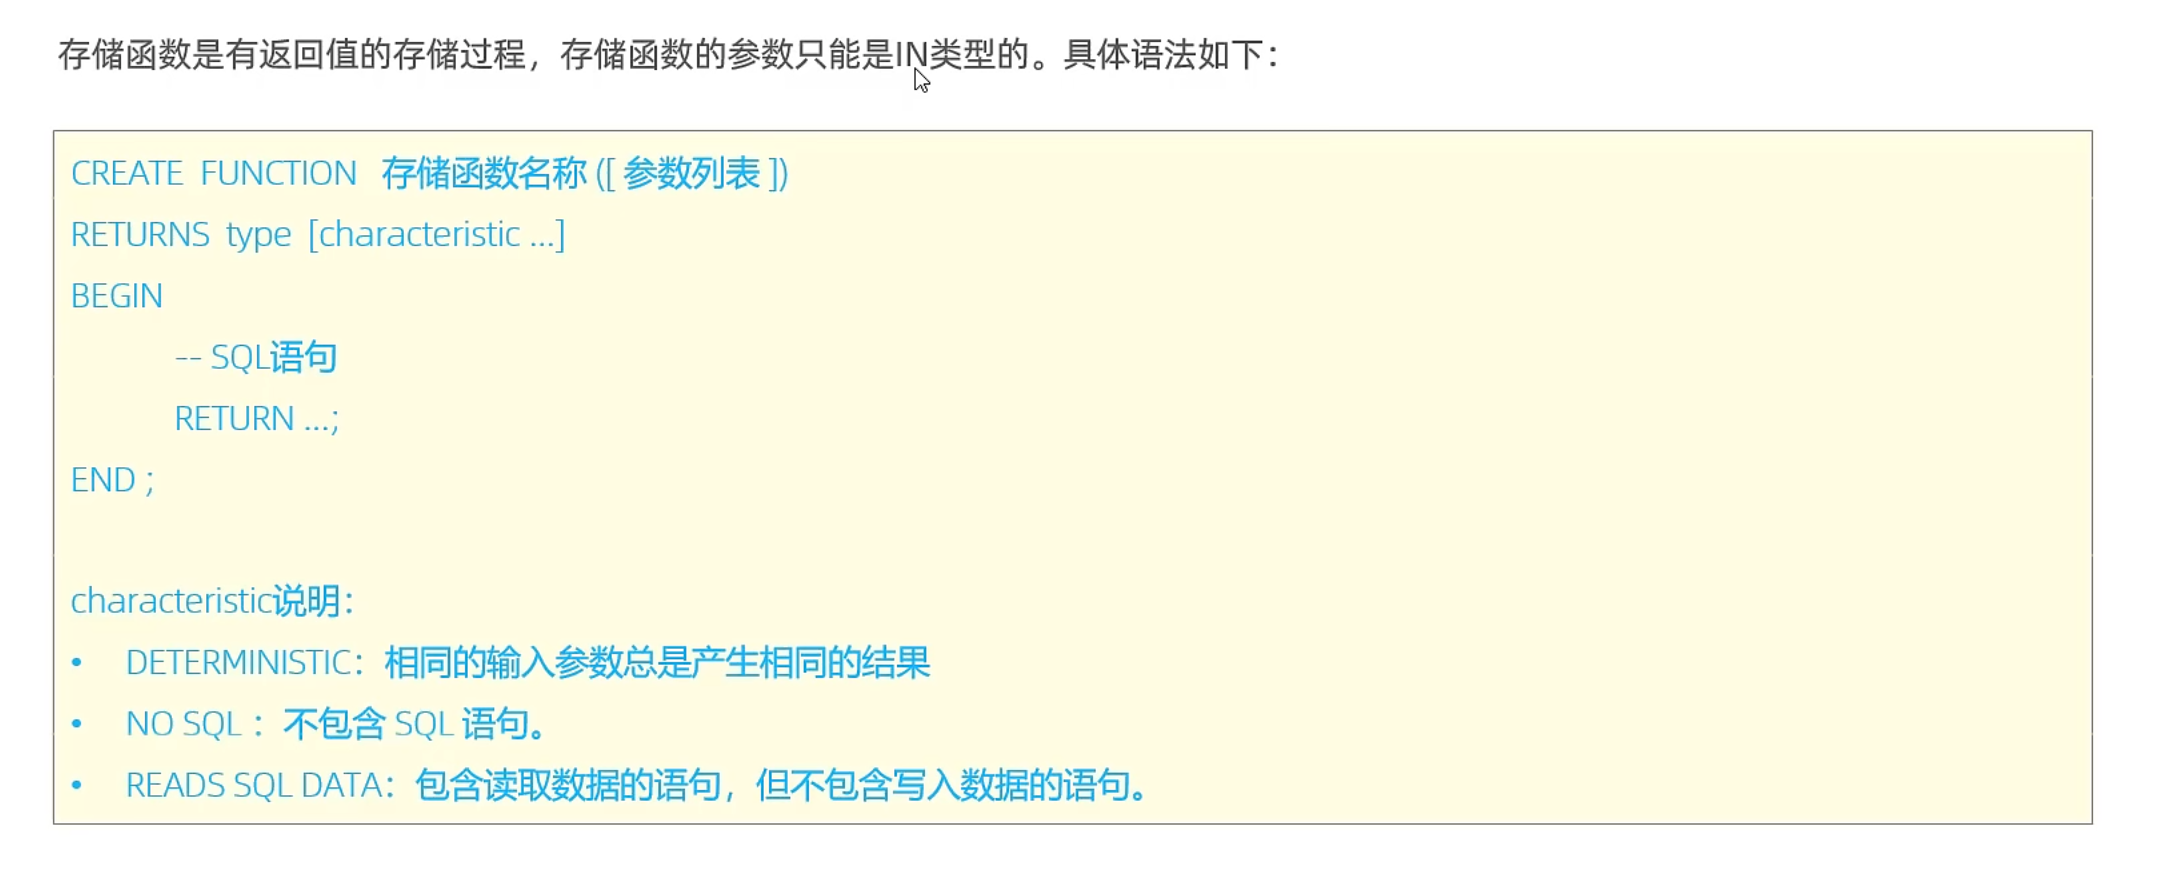 存储函数是有返回值的存储过程，存储函数的参数只能是IN类型的。具体语法如下：
CREATE FUNCTION 存储函数名称 ([ 参数列表 ])
RETURNS type [characteristic ...]
BEGIN
-- SQL语句
RETURN ...;
END ;
characteristic说明：
• DETERMINISTIC：相同的输入参数总是产生相同的结果
• NO SQL ：不包含 SQL 语句。
• READS SQL DATA：包含读取数据的语句，但不包含写入数据的语句。